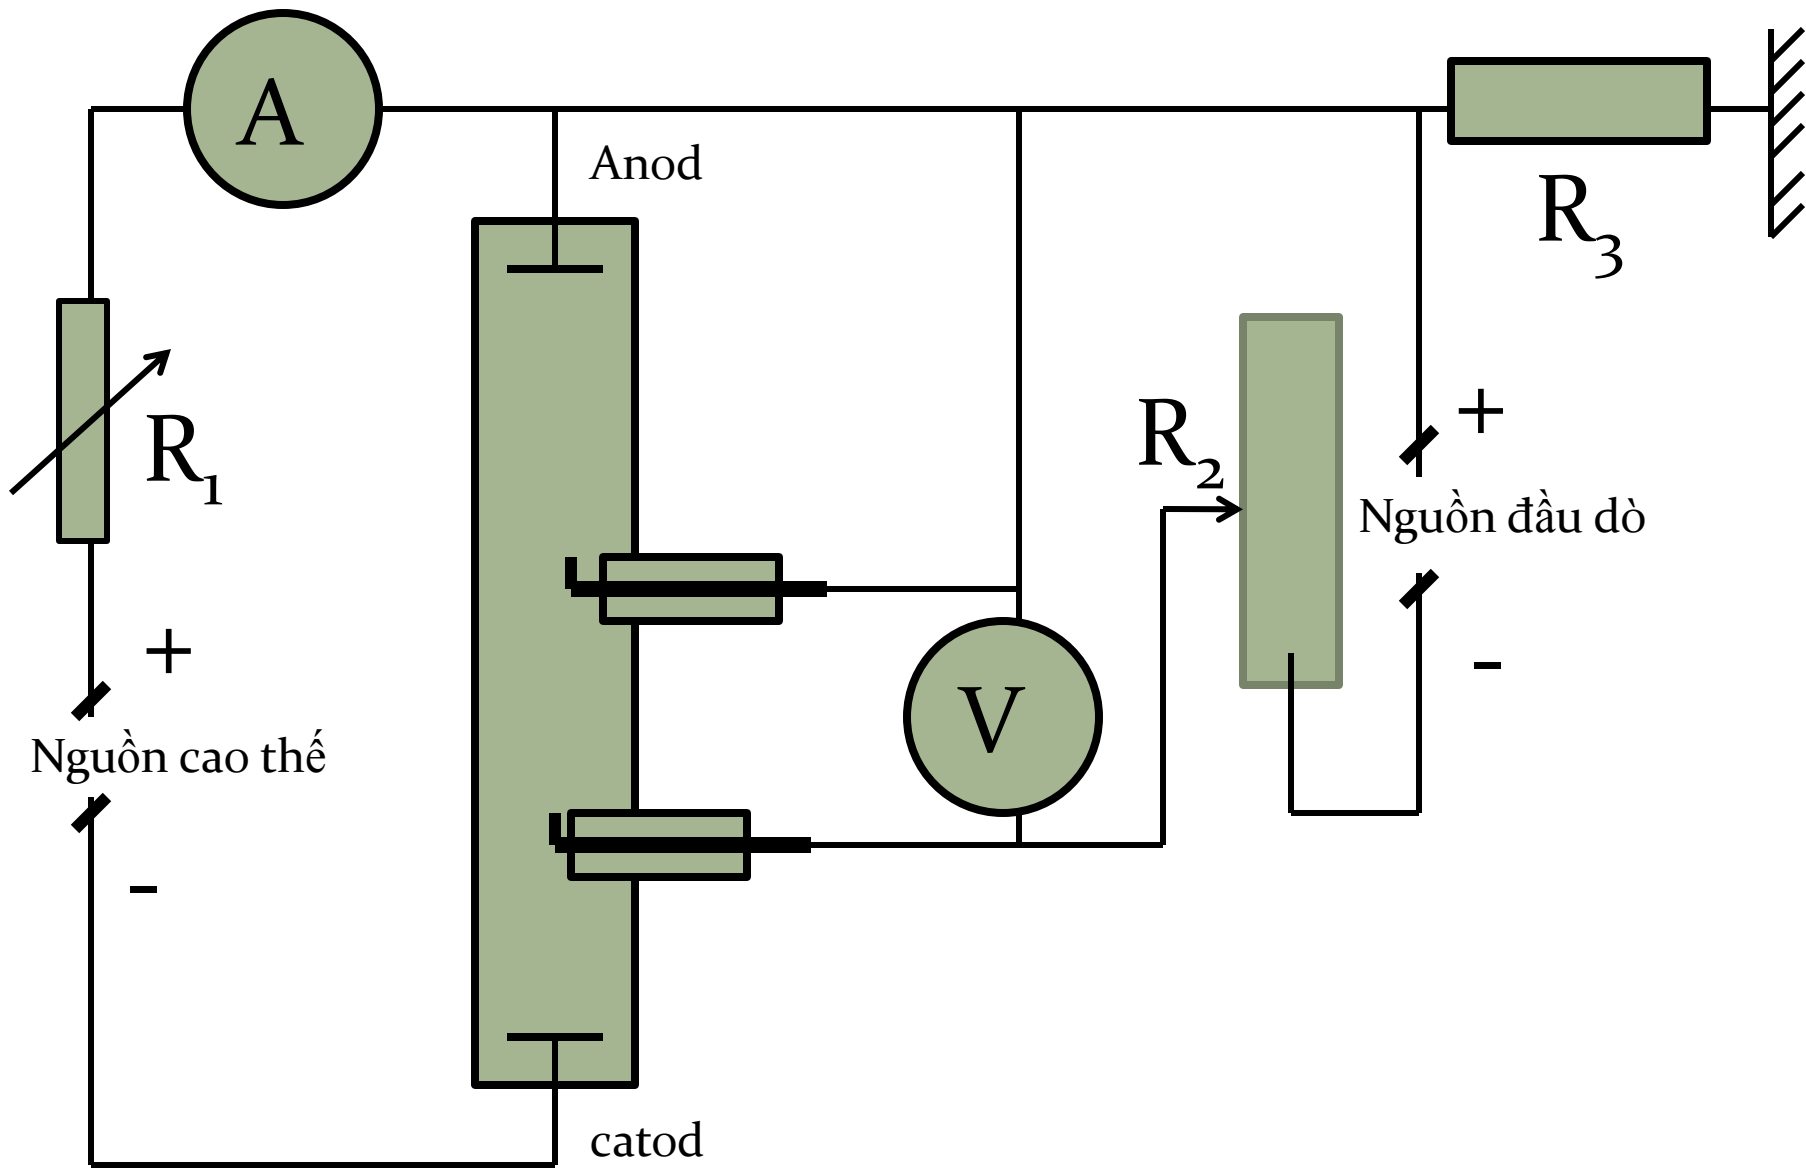 A
Anod
R3
R1
R2
+
Nguồn đầu dò
+
-
V
Nguồn cao thế
-
catod